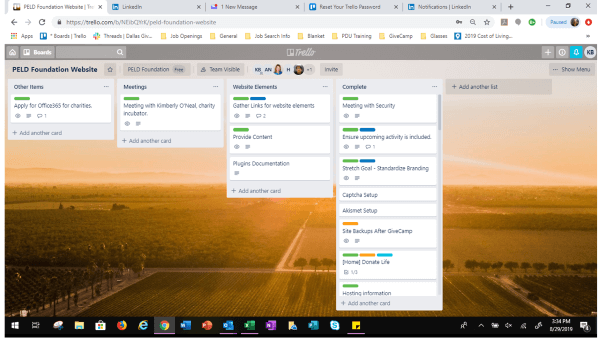 PELD Foundation Website | Tre
LinkedIn
1 New Message
Reset Your Trello Password
Notifications | LinkedIn
https://trello.com/b/NEIbQYrK/peld-foundation-website
Paused
Apps
* Boards | Trello
Threads | Dallas Giv...
Job Openings
General
Job Search Info
Blanket
PDU Training
GiveCamp
Glasses
2019 Cost of Living...
Boards
Trello
KB
PELD Foundation Website
PELD Foundation Free
Team Visible
KB AN H +1
Invite
... Show Menu
Other Items
Apply for Office365 for charities.
1
+ Add another card
Meetings
Meeting with Kimberly O'Neal, charity
incubator.
+ Add another card
Website Elements
Gather Links for website elements
2
Provide Content
Plugins Documentation
+ Add another card
Complete
Meeting with Security
Ensure upcoming activity is included.
1
Stretch Goal - Standardize Branding
Captcha Setup
Akismet Setup
Site Backups After GiveCamp
[Home] Donate Life
1/3
Hosting Information
+ Add another card
+ Add another list
3:34 PM
8/29/2019